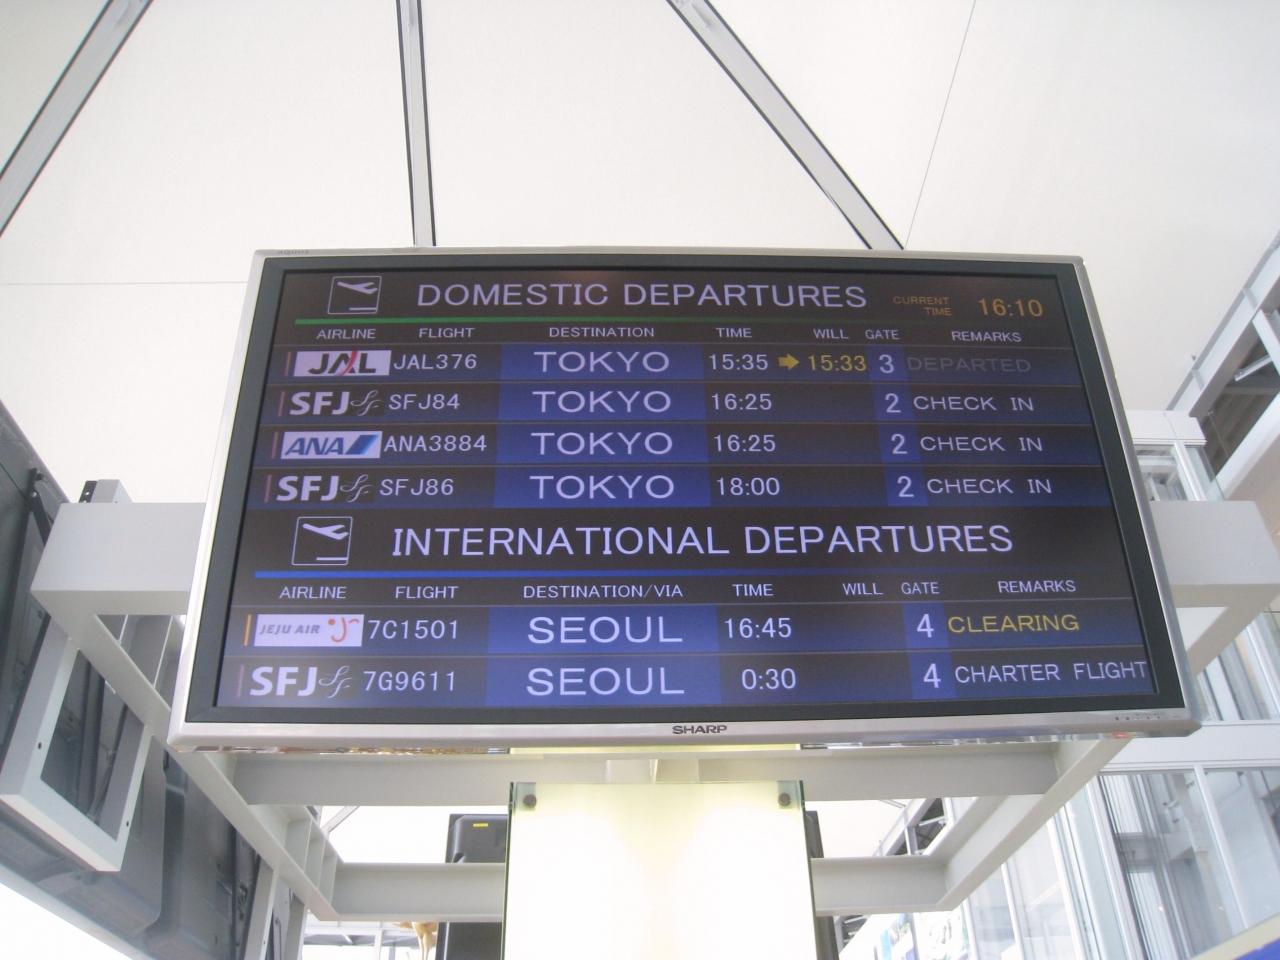 DOMESTIC DEPARTURES CURRENT TIME 16:10
AIRLINE FLIGHT DESTINATION TIME WILL GATE REMARKS
JAL JAL376 TOKYO 15:35 15:33 3 DEPARTED
SFJ SFJ84 TOKYO 16:25 2 CHECK IN
ANA ANA3884 TOKYO 16:25 2 CHECK IN
SFJ SFJ86 TOKYO 18:00 2 CHECK IN
INTERNATIONAL DEPARTURES
AIRLINE FLIGHT DESTINATION/VIA TIME WILL GATE REMARKS
JEJU AIR 7C1501 SEOUL 16:45 4 CLEARING
SFJ 7G9611 SEOUL 0:30 4 CHARTER FLIGHT
SHARP